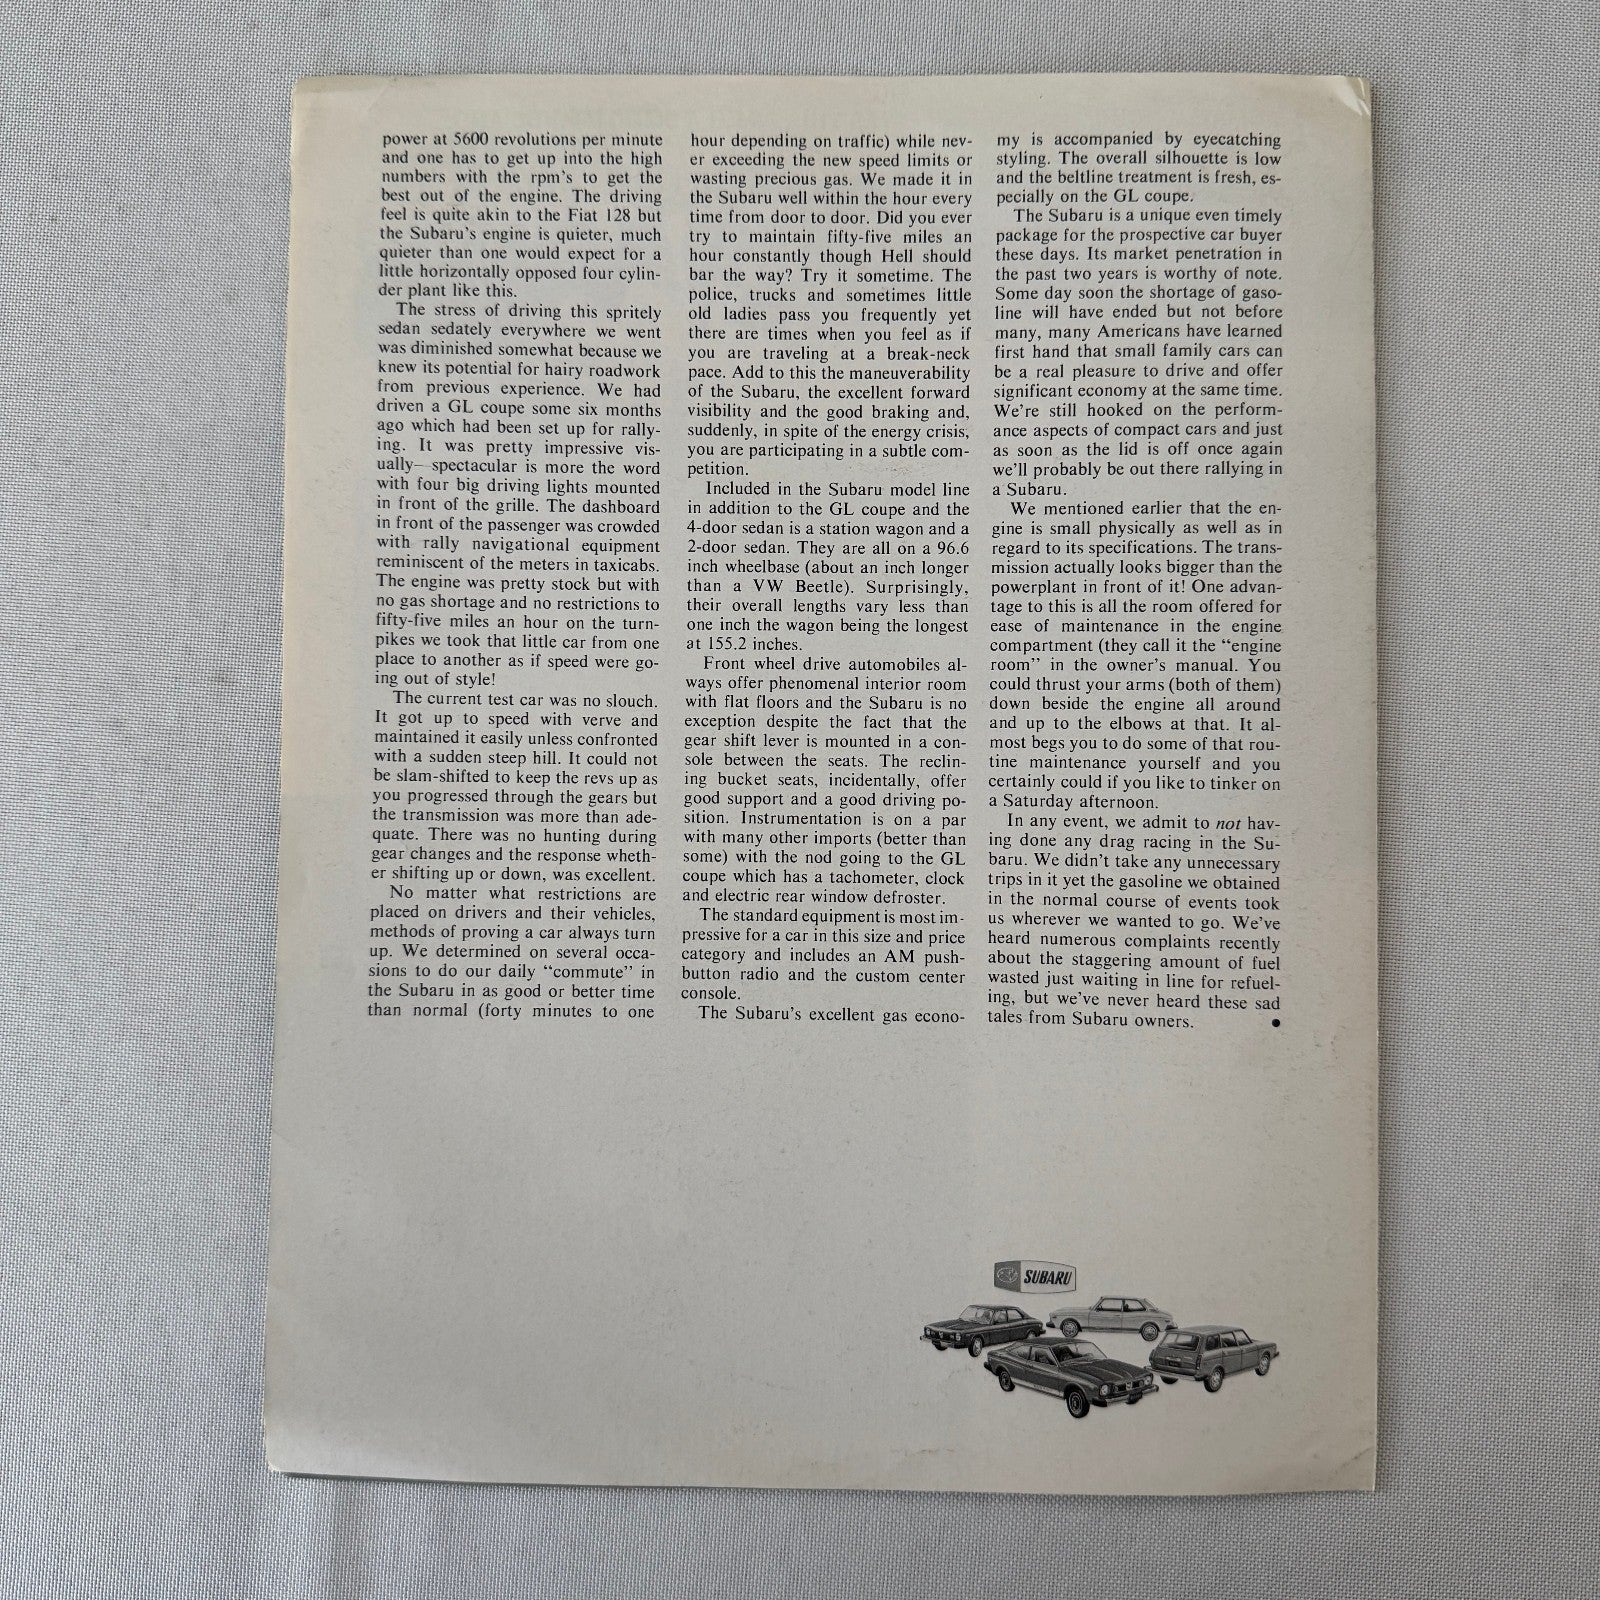 power at 5600 revolutions per minute
and one has to get up into the high
numbers with the rpm's to get the
best out of the engine. The driving
feel is quite akin to the Fiat 128 but
the Subaru's engine is quieter, much
quieter than one would expect for a
little horizontally opposed four cylin-
der plant like this.
The stress of driving this spritely
sedan sedately everywhere we went
was diminished somewhat because we
knew its potential for hairy roadwork
from previous experience. We had
driven a GL coupe some six months
ago which had been set up for rally-
ing. It was pretty impressive vis-
ually—spectacular is more the word
with four big driving lights mounted
in front of the grille. The dashboard
in front of the passenger was crowded
with rally navigational equipment
reminiscent of the meters in taxicabs.
The engine was pretty stock but with
no gas shortage and no restrictions to
fifty-five miles an hour on the turn-
pikes we took that little car from one
place to another as if speed were go-
ing out of style!
The current test car was no slouch.
It got up to speed with verve and
maintained it easily unless confronted
with a sudden steep hill. It could not
be slam-shifted to keep the revs up as
you progressed through the gears but
the transmission was more than ade-
quate. There was no hunting during
gear changes and the response wheth-
er shifting up or down, was excellent.
No matter what restrictions are
placed on drivers and their vehicles,
methods of proving a car always turn
up. We determined on several occa-
sions to do our daily "commute" in
the Subaru in as good or better time
than normal (forty minutes to one
hour depending on traffic) while nev-
er exceeding the new speed limits or
wasting precious gas. We made it in
the Subaru well within the hour every
time from door to door. Did you ever
try to maintain fifty-five miles an
hour constantly though Hell should
bar the way? Try it sometime. The
police, trucks and sometimes little
old ladies pass you frequently yet
there are times when you feel as if
you are traveling at a break-neck
pace. Add to this the maneuverability
of the Subaru, the excellent forward
visibility and the good braking and,
suddenly, in spite of the energy crisis,
you are participating in a subtle com-
petition.
Included in the Subaru model line
in addition to the GL coupe and the
4-door sedan is a station wagon and a
2-door sedan. They are all on a 96.6
inch wheelbase (about an inch longer
than a VW Beetle). Surprisingly,
their overall lengths vary less than
one inch the wagon being the longest
at 155.2 inches.
Front wheel drive automobiles al-
ways offer phenomenal interior room
with flat floors and the Subaru is no
exception despite the fact that the
gear shift lever is mounted in a con-
sole between the seats. The reclin-
ing bucket seats, incidentally, offer
good support and a good driving po-
sition. Instrumentation is on a par
with many other imports (better than
some) with the nod going to the GL
coupe which has a tachometer, clock
and electric rear window defroster.
The standard equipment is most im-
pressive for a car in this size and price
category and includes an AM push-
button radio and the custom center
console.
The Subaru's excellent gas econo-
my is accompanied by eyecatching
styling. The overall silhouette is low
and the beltline treatment is fresh, es-
pecially on the GL coupe.
The Subaru is a unique even timely
package for the prospective car buyer
these days. Its market penetration in
the past two years is worthy of note.
Some day soon the shortage of gaso-
line will have ended but not before
many, many Americans have learned
first hand that small family cars can
be a real pleasure to drive and offer
significant economy at the same time.
We're still hooked on the perform-
ance aspects of compact cars and just
as soon as the lid is off once again
we'll probably be out there rallying in
a Subaru.
We mentioned earlier that the en-
gine is small physically as well as in
regard to its specifications. The trans-
mission actually looks bigger than the
powerplant in front of it! One advan-
tage to this is all the room offered for
ease of maintenance in the engine
compartment (they call it the "engine
room" in the owner's manual. You
could thrust your arms (both of them)
down beside the engine all around
and up to the elbows at that. It al-
most begs you to do some of that rou-
tine maintenance yourself and you
certainly could if you like to tinker on
a Saturday afternoon.
In any event, we admit to not hav-
ing done any drag racing in the Su-
baru. We didn't take any unnecessary
trips in it yet the gasoline we obtained
in the normal course of events took
us wherever we wanted to go. We've
heard numerous complaints recently
about the staggering amount of fuel
wasted just waiting in line for refuel-
ing, but we've never heard these sad
tales from Subaru owners. ●
SUBARU